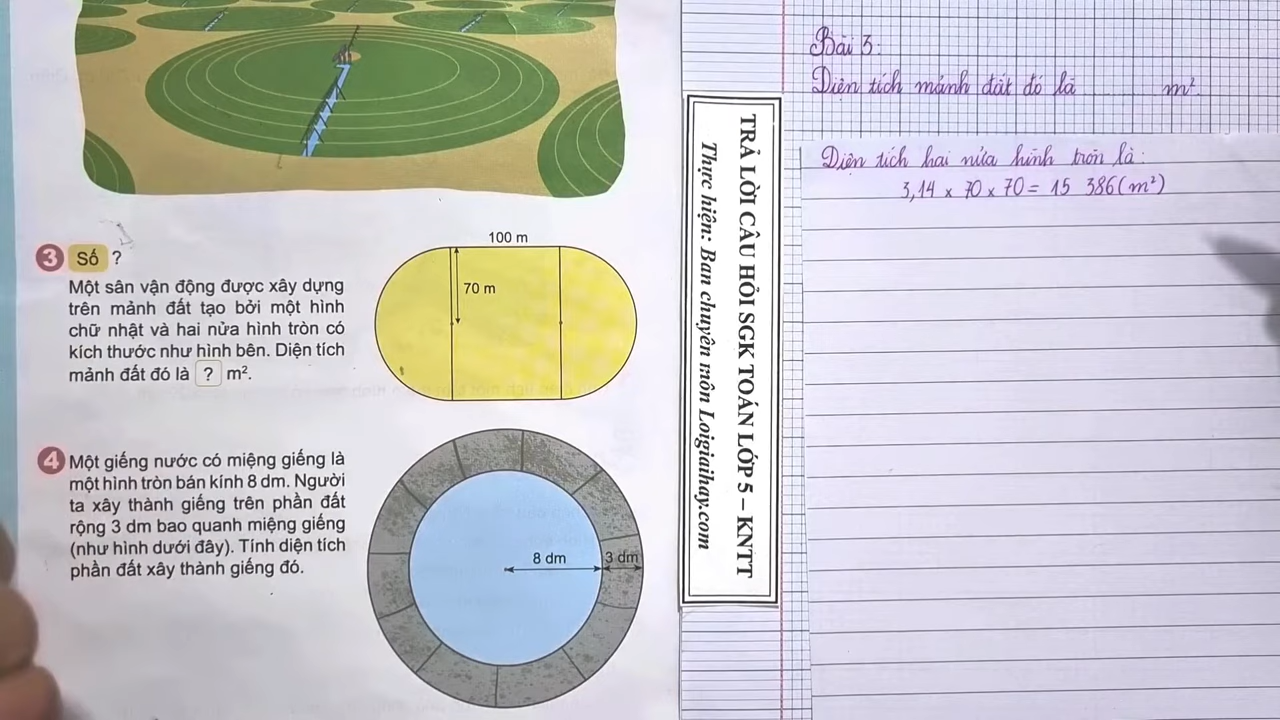 3 Số ?
Một sân vận động được xây dựng
trên mảnh đất tạo bởi một hình
chữ nhật và hai nửa hình tròn có
kích thước như hình bên. Diện tích
mảnh đất đó là ? m².
100 m
70 m
4 Một giếng nước có miệng giếng là
một hình tròn bán kính 8 dm. Người
ta xây thành giếng trên phần đất
rộng 3 dm bao quanh miệng giếng
(như hình dưới đây). Tính diện tích
phần đất xây thành giếng đó.
8 dm
3 dm
TRẢ LỜI CÂU HỎI SGK TOÁN LỚP 5 – KNTT
Thực hiện: Ban chuyên môn Loigiaihay.com
Bài 3:
Diện tích mảnh đất đó là m².
Diện tích hai nửa hình tròn là:
3,14 x 70 x 70 = 15 386 (m²)